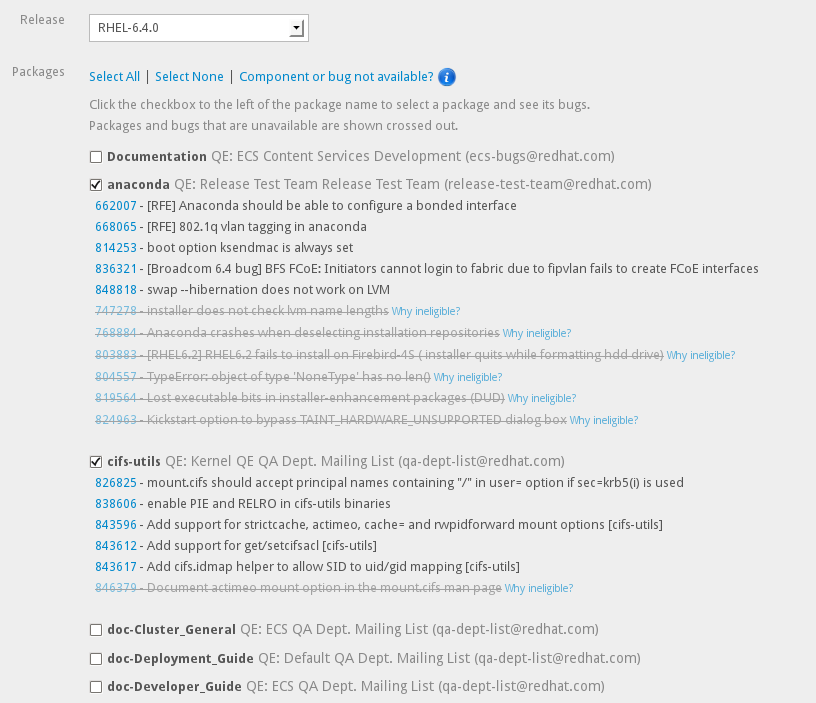 Release
RHEL-6.4.0
Packages
Select All | Select None | Component or bug not available? i
Click the checkbox to the left of the package name to select a package and see its bugs.
Packages and bugs that are unavailable are shown crossed out.
Documentation QE: ECS Content Services Development (ecs-bugs@redhat.com)
anaconda QE: Release Test Team Release Test Team (release-test-team@redhat.com)
662007 - [RFE] Anaconda should be able to configure a bonded interface
668065 - [RFE] 802.1q vlan tagging in anaconda
814253 - boot option ksendmac is always set
836321 - [Broadcom 6.4 bug] BFS FCoE: Initiators cannot login to fabric due to fipvlan fails to create FCoE interfaces
848818 - swap --hibernation does not work on LVM
747278 - installer does not check lvm name lengths Why ineligible?
768884 - Anaconda crashes when deselecting installation repositories Why ineligible?
803883 - [RHEL6.2] RHEL6.2 fails to install on Firebird-4S ( installer quits while formatting hdd drive) Why ineligible?
804557 - TypeError: object of type 'NoneType' has no len() Why ineligible?
819564 - Lost executable bits in installer-enhancement packages (DUD) Why ineligible?
824963 - Kickstart option to bypass TAINT_HARDWARE_UNSUPPORTED dialog box Why ineligible?
cifs-utils QE: Kernel QE QA Dept. Mailing List (qa-dept-list@redhat.com)
826825 - mount.cifs should accept principal names containing "/" in user= option if sec=krb5(i) is used
838606 - enable PIE and RELRO in cifs-utils binaries
843596 - Add support for strictcache, actimeo, cache= and rwpidforward mount options [cifs-utils]
843612 - Add support for get/setcifsacl [cifs-utils]
843617 - Add cifs.idmap helper to allow SID to uid/gid mapping [cifs-utils]
846379 - Document actimeo mount option in the mount.cifs man page Why ineligible?
doc-Cluster_General QE: ECS QA Dept. Mailing List (qa-dept-list@redhat.com)
doc-Deployment_Guide QE: Default QA Dept. Mailing List (qa-dept-list@redhat.com)
doc-Developer_Guide QE: ECS QA Dept. Mailing List (qa-dept-list@redhat.com)